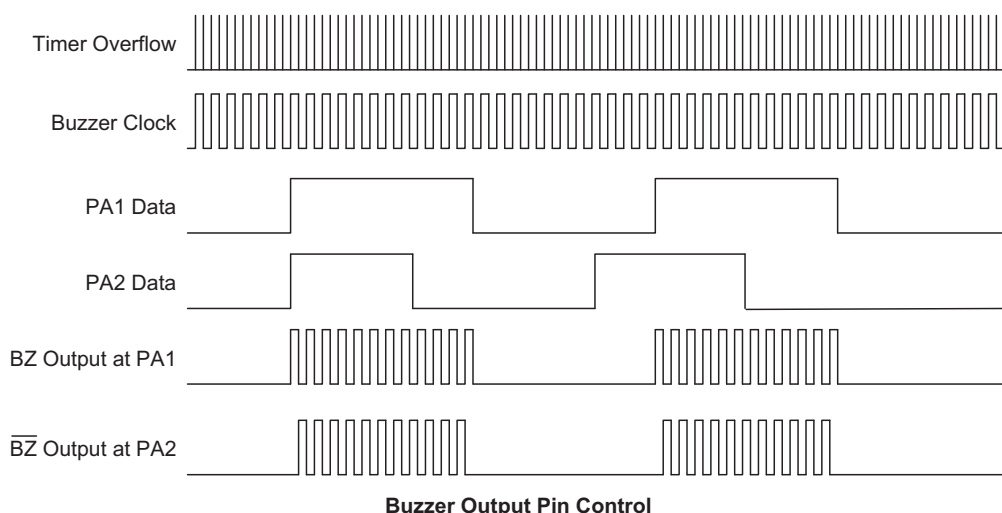 Timer Overflow
Buzzer Clock
PA1 Data
PA2 Data
BZ Output at PA1
B̅Z̅ Output at PA2
Buzzer Output Pin Control